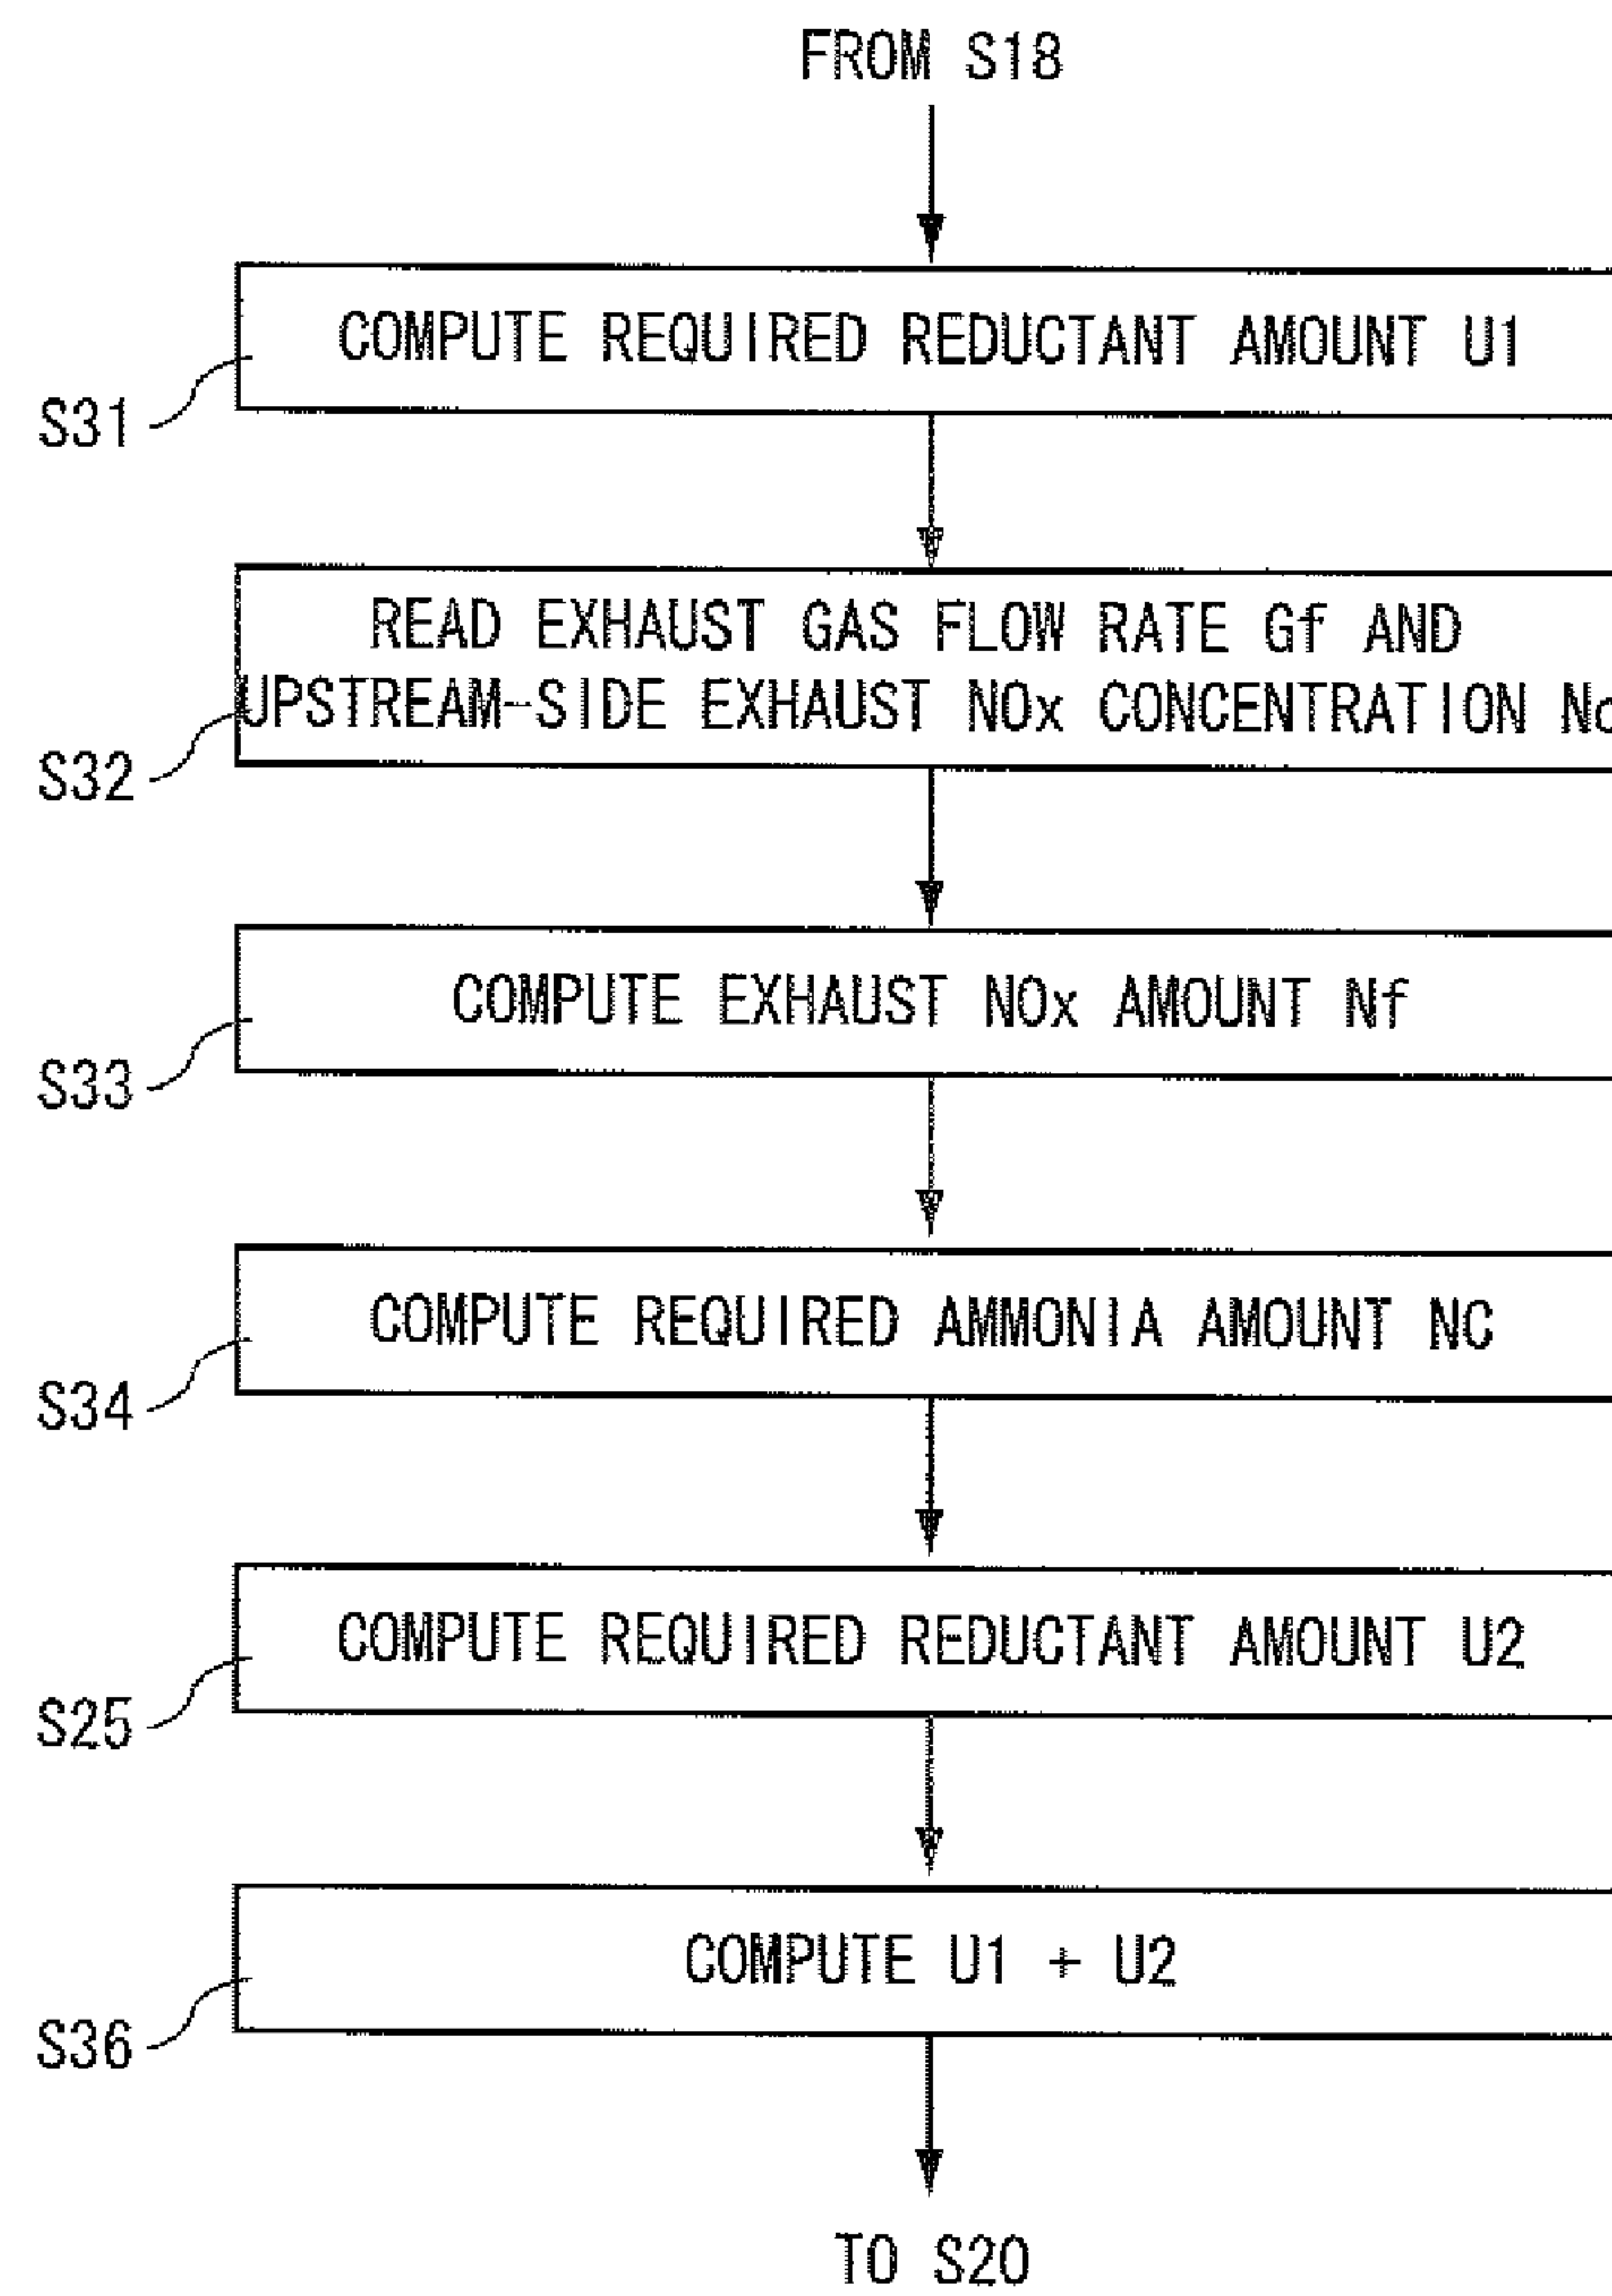 FROM S18
COMPUTE REQUIRED REDUCTANT AMOUNT U1
S31
READ EXHAUST GAS FLOW RATE Gf AND
UPSTREAM-SIDE EXHAUST NOx CONCENTRATION
S32
COMPUTE EXHAUST NOx AMOUNT Nf
S33
COMPUTE REQUIRED AMMONIA AMOUNT NC
S34
COMPUTE REQUIRED REDUCTANT AMOUNT U2
S25
COMPUTE U1 + U2
S36
TO S20